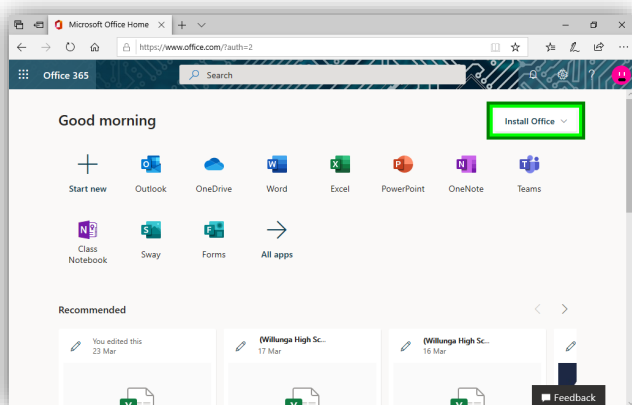 Microsoft Office Home
https://www.office.com/?auth=2
Office 365
Search
?
Good morning
Install Office
Start new
Outlook
OneDrive
Word
Excel
PowerPoint
OneNote
Teams
Class
Notebook
Sway
Forms
All apps
Recommended
You edited this
23 Mar
(Willunga High Sc...
17 Mar
(Willunga High Sc...
16 Mar
Feedback